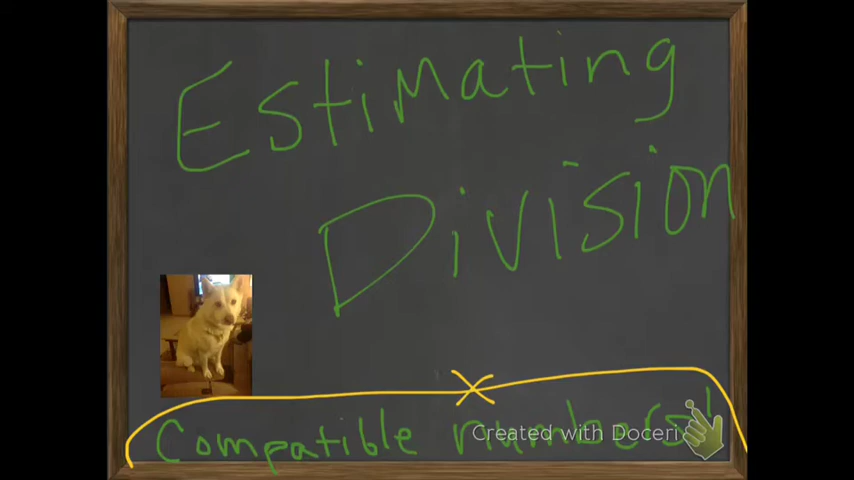 Estimating
Division
Compatible numbers!
Created with Doceri